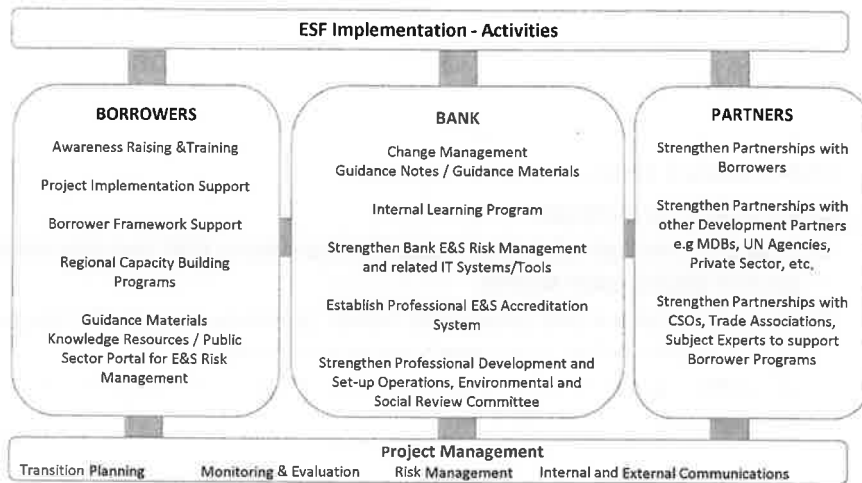 ESF Implementation - Activities
BORROWERS
Awareness Raising &Training
Project Implementation Support
Borrower Framework Support
Regional Capacity Building
Programs
Guidance Materials
Knowledge Resources / Public
Sector Portal for E&S Risk
Management
BANK
Change Management
Guidance Notes / Guidance Materials
Internal Learning Program
Strengthen Bank E&S Risk Management
and related IT Systems/Tools
Establish Professional E&S Accreditation
System
Strengthen Professional Development and
Set-up Operations, Environmental and
Social Review Committee
PARTNERS
Strengthen Partnerships with
Borrowers
Strengthen Partnerships with
other Development Partners
e.g MDBs, UN Agencies,
Private Sector, etc.
Strengthen Partnerships with
CSOs, Trade Associations,
Subject Experts to support
Borrower Programs
Project Management
Transition Planning Monitoring & Evaluation Risk Management Internal and External Communications